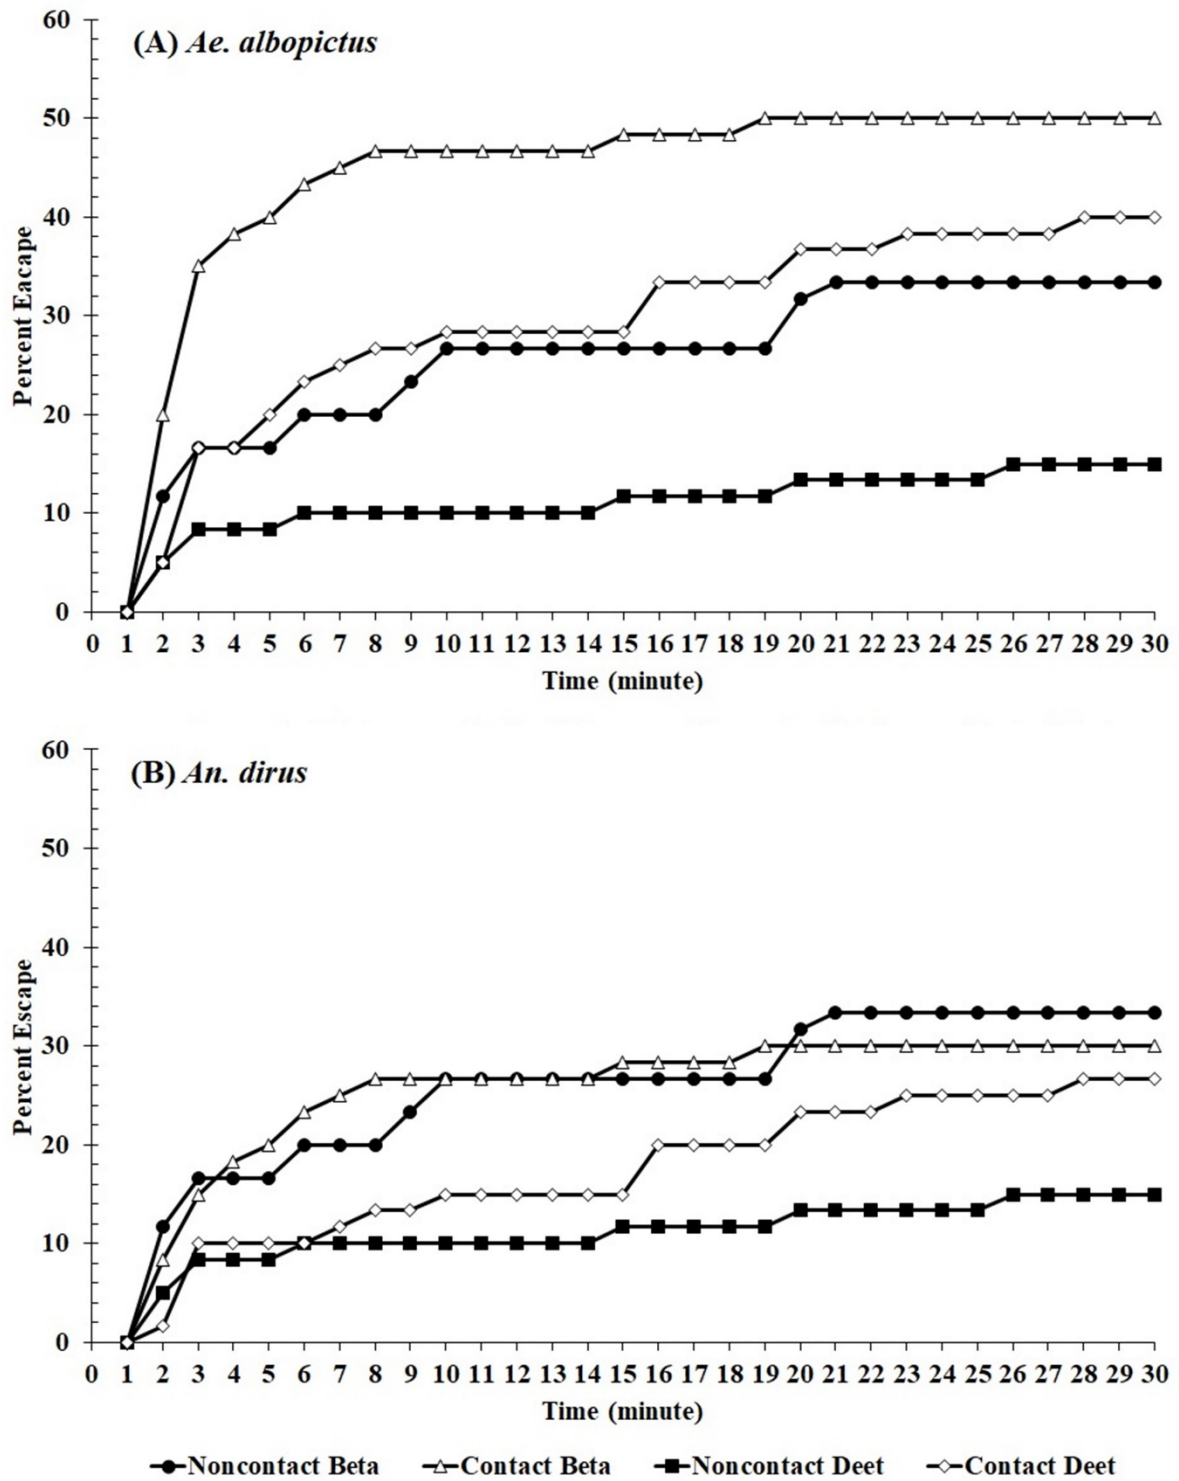 (A) Ae. albopictus
Percent Eacape
60
50
40
30
20
10
0
0 1 2 3 4 5 6 7 8 9 10 11 12 13 14 15 16 17 18 19 20 21 22 23 24 25 26 27 28 29 30
Time (minute)
(B) An. dirus
Percent Escape
60
50
40
30
20
10
0
0 1 2 3 4 5 6 7 8 9 10 11 12 13 14 15 16 17 18 19 20 21 22 23 24 25 26 27 28 29 30
Time (minute)
Noncontact Beta Contact Beta Noncontact Deet Contact Deet